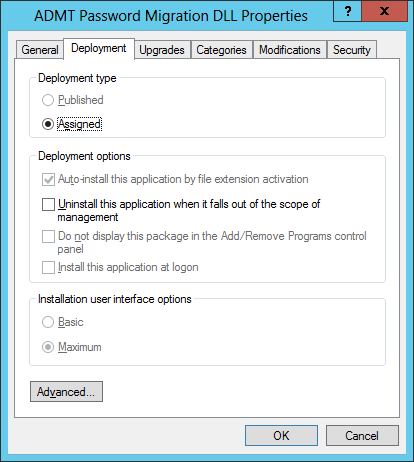 ADMT Password Migration DLL Properties
? x
General Deployment Upgrades Categories Modifications Security
Deployment type
Published
Assigned
Deployment options
Auto-install this application by file extension activation
Uninstall this application when it falls out of the scope of
management
Do not display this package in the Add/Remove Programs control
panel
Install this application at logon
Installation user interface options
Basic
Maximum
Advanced...
OK Cancel